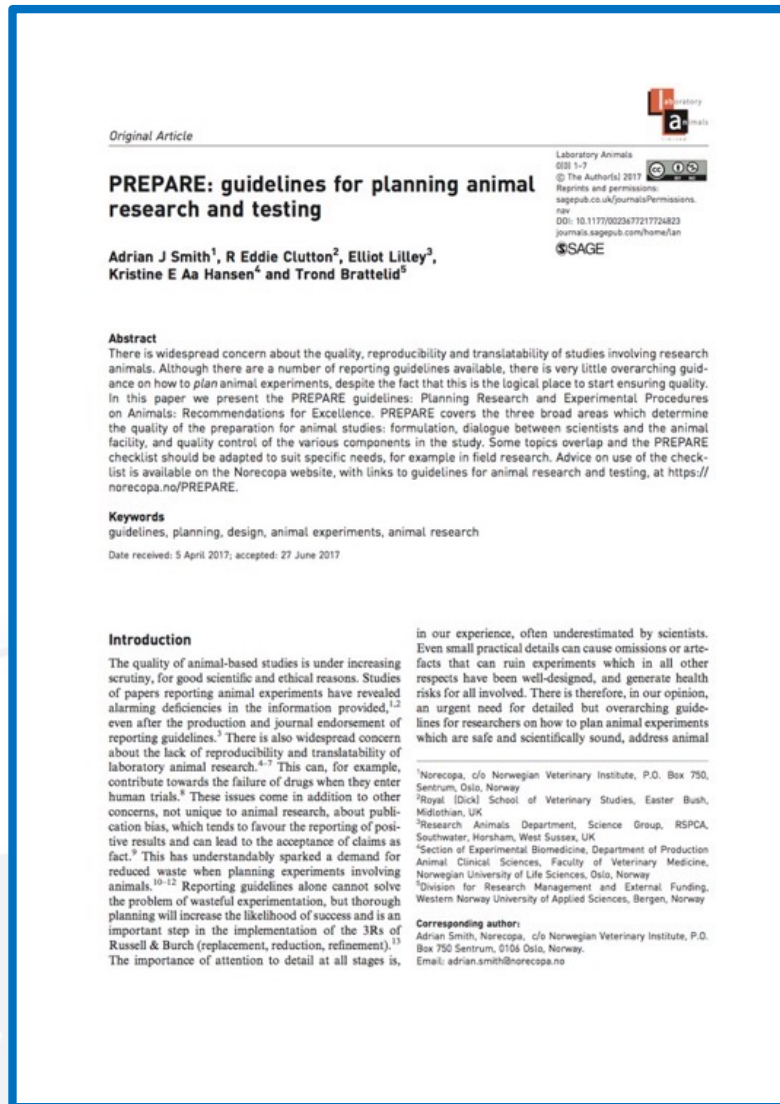 Original Article
laboratory
animals
limited
Laboratory Animals
0(0) 1–7
© The Author(s) 2017
Reprints and permissions:
sagepub.co.uk/journalsPermissions.
nav
DOI: 10.1177/0023677217724823
journals.sagepub.com/home/lan
SAGE
PREPARE: guidelines for planning animal
research and testing
Adrian J Smith1, R Eddie Clutton2, Elliot Lilley3,
Kristine E Aa Hansen4 and Trond Brattelid5
Abstract
There is widespread concern about the quality, reproducibility and translatability of studies involving research
animals. Although there are a number of reporting guidelines available, there is very little overarching guid-
ance on how to plan animal experiments, despite the fact that this is the logical place to start ensuring quality.
In this paper we present the PREPARE guidelines: Planning Research and Experimental Procedures
on Animals: Recommendations for Excellence. PREPARE covers the three broad areas which determine
the quality of the preparation for animal studies: formulation, dialogue between scientists and the animal
facility, and quality control of the various components in the study. Some topics overlap and the PREPARE
checklist should be adapted to suit specific needs, for example in field research. Advice on use of the check-
list is available on the Norecopa website, with links to guidelines for animal research and testing, at https://
norecopa.no/PREPARE.
Keywords
guidelines, planning, design, animal experiments, animal research
Date received: 5 April 2017; accepted: 27 June 2017
Introduction
The quality of animal-based studies is under increasing
scrutiny, for good scientific and ethical reasons. Studies
of papers reporting animal experiments have revealed
alarming deficiencies in the information provided,1,2
even after the production and journal endorsement of
reporting guidelines.3 There is also widespread concern
about the lack of reproducibility and translatability of
laboratory animal research.4–7 This can, for example,
contribute towards the failure of drugs when they enter
human trials.8 These issues come in addition to other
concerns, not unique to animal research, about publi-
cation bias, which tends to favour the reporting of posi-
tive results and can lead to the acceptance of claims as
fact.9 This has understandably sparked a demand for
reduced waste when planning experiments involving
animals.10–12 Reporting guidelines alone cannot solve
the problem of wasteful experimentation, but thorough
planning will increase the likelihood of success and is an
important step in the implementation of the 3Rs of
Russell & Burch (replacement, reduction, refinement).13
The importance of attention to detail at all stages is,
in our experience, often underestimated by scientists.
Even small practical details can cause omissions or arte-
facts that can ruin experiments which in all other
respects have been well-designed, and generate health
risks for all involved. There is therefore, in our opinion,
an urgent need for detailed but overarching guide-
lines for researchers on how to plan animal experiments
which are safe and scientifically sound, address animal
1Norecopa, c/o Norwegian Veterinary Institute, P.O. Box 750,
Sentrum, Oslo, Norway
2Royal (Dick) School of Veterinary Studies, Easter Bush,
Midlothian, UK
3Research Animals Department, Science Group, RSPCA,
Southwater, Horsham, West Sussex, UK
4Section of Experimental Biomedicine, Department of Production
Animal Clinical Sciences, Faculty of Veterinary Medicine,
Norwegian University of Life Sciences, Oslo, Norway
5Division for Research Management and External Funding,
Western Norway University of Applied Sciences, Bergen, Norway
Corresponding author:
Adrian Smith, Norecopa, c/o Norwegian Veterinary Institute, P.O.
Box 750 Sentrum, 0106 Oslo, Norway.
Email: adrian.smith@norecopa.no